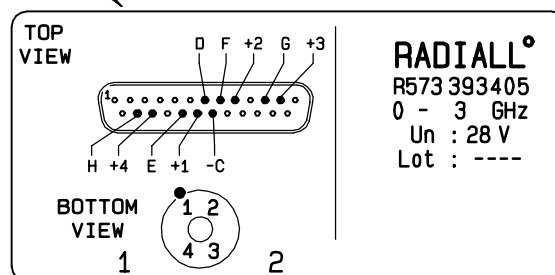 TOP
VIEW
D F +2 G +3
1
H +4 E +1 -C
BOTTOM
VIEW
1 2
4 3
1 2
RADIALL°
R573 393405
0 - 3 GHz
Un : 28 V
Lot : ----